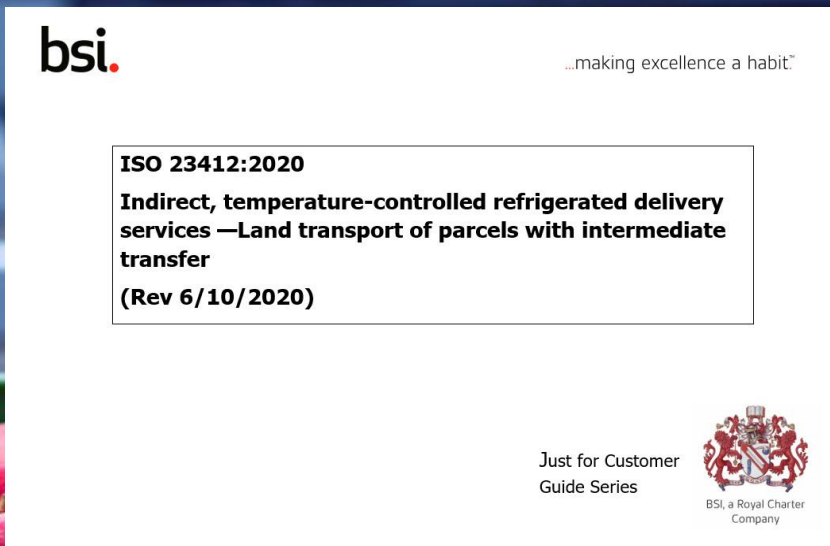 bsi.
...making excellence a habit.™
ISO 23412:2020
Indirect, temperature-controlled refrigerated delivery
services —Land transport of parcels with intermediate
transfer
(Rev 6/10/2020)
Just for Customer
Guide Series
BSI, a Royal Charter
Company